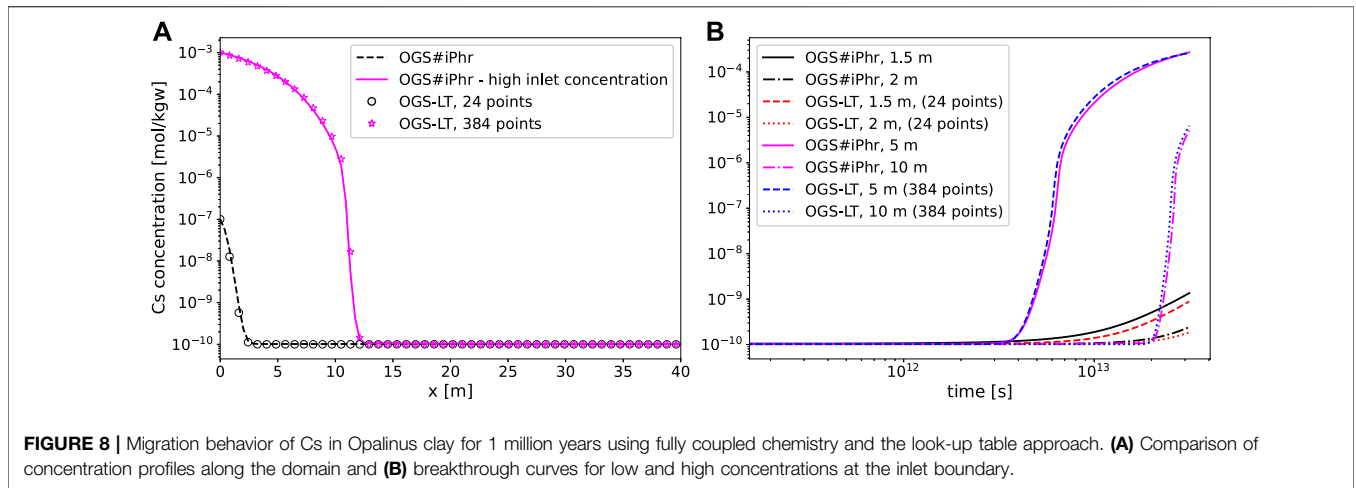 A
B
Cs concentration [mol/kgw]
10⁻³
10⁻⁴
10⁻⁵
10⁻⁶
10⁻⁷
10⁻⁸
10⁻⁹
10⁻¹⁰
OGS#iPhr
OGS#iPhr - high inlet concentration
OGS-LT, 24 points
OGS-LT, 384 points
0 5 10 15 20 25 30 35 40
x [m]
10⁻⁴
10⁻⁵
10⁻⁶
10⁻⁷
10⁻⁸
10⁻⁹
10⁻¹⁰
OGS#iPhr, 1.5 m
OGS#iPhr, 2 m
OGS-LT, 1.5 m, (24 points)
OGS-LT, 2 m, (24 points)
OGS#iPhr, 5 m
OGS#iPhr, 10 m
OGS-LT, 5 m (384 points)
OGS-LT, 10 m (384 points)
10¹² 10¹³
time [s]
FIGURE 8 | Migration behavior of Cs in Opalinus clay for 1 million years using fully coupled chemistry and the look-up table approach. (A) Comparison of
concentration profiles along the domain and (B) breakthrough curves for low and high concentrations at the inlet boundary.